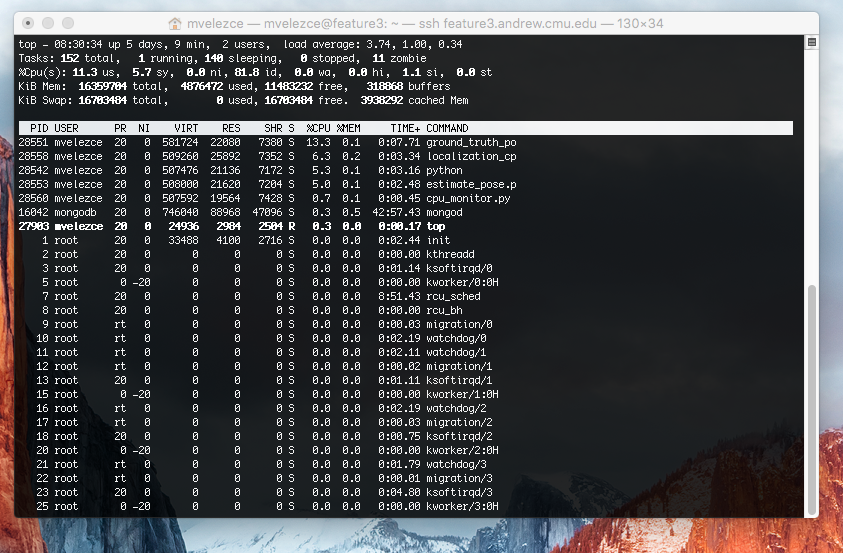 mvelezce — mvelezce@feature3: ~ — ssh feature3.andrew.cmu.edu — 130×34
top - 08:30:34 up 5 days, 9 min,  2 users,  load average: 3.74, 1.00, 0.34
Tasks: 152 total,   1 running, 140 sleeping,   0 stopped,  11 zombie
%Cpu(s): 11.3 us,  5.7 sy,  0.0 ni, 81.8 id,  0.0 wa,  0.0 hi,  1.1 si,  0.0 st
KiB Mem:  16359704 total,  4876472 used, 11483232 free,   318868 buffers
KiB Swap: 16703484 total,        0 used, 16703484 free.  3938292 cached Mem
PID USER PR NI VIRT RES SHR S %CPU %MEM TIME+ COMMAND
28551 mvelezce 20 0 581724 22080 7380 S 13.3 0.1 0:07.71 ground_truth_po
28558 mvelezce 20 0 509260 25892 7352 S 6.3 0.2 0:03.34 localization_cp
28542 mvelezce 20 0 507476 21136 7172 S 5.3 0.1 0:03.16 python
28553 mvelezce 20 0 508000 21620 7204 S 5.0 0.1 0:02.48 estimate_pose.p
28560 mvelezce 20 0 507592 19564 7428 S 0.7 0.1 0:00.45 cpu_monitor.py
16042 mongodb 20 0 746040 88968 47096 S 0.3 0.5 42:57.43 mongod
27903 mvelezce 20 0 24936 2984 2504 R 0.3 0.0 0:00.17 top
1 root 20 0 33488 4100 2716 S 0.0 0.0 0:02.44 init
2 root 20 0 0 0 0 S 0.0 0.0 0:00.00 kthreadd
3 root 20 0 0 0 0 S 0.0 0.0 0:01.14 ksoftirqd/0
5 root 0 -20 0 0 0 S 0.0 0.0 0:00.00 kworker/0:0H
7 root 20 0 0 0 0 S 0.0 0.0 8:51.43 rcu_sched
8 root 20 0 0 0 0 S 0.0 0.0 0:00.00 rcu_bh
9 root rt 0 0 0 0 S 0.0 0.0 0:00.03 migration/0
10 root rt 0 0 0 0 S 0.0 0.0 0:02.19 watchdog/0
11 root rt 0 0 0 0 S 0.0 0.0 0:02.11 watchdog/1
12 root rt 0 0 0 0 S 0.0 0.0 0:00.02 migration/1
13 root 20 0 0 0 0 S 0.0 0.0 0:01.11 ksoftirqd/1
15 root 0 -20 0 0 0 S 0.0 0.0 0:00.00 kworker/1:0H
16 root rt 0 0 0 0 S 0.0 0.0 0:02.19 watchdog/2
17 root rt 0 0 0 0 S 0.0 0.0 0:00.03 migration/2
18 root 20 0 0 0 0 S 0.0 0.0 0:00.75 ksoftirqd/2
20 root 0 -20 0 0 0 S 0.0 0.0 0:00.00 kworker/2:0H
21 root rt 0 0 0 0 S 0.0 0.0 0:01.79 watchdog/3
22 root rt 0 0 0 0 S 0.0 0.0 0:00.01 migration/3
23 root 20 0 0 0 0 S 0.0 0.0 0:04.80 ksoftirqd/3
25 root 0 -20 0 0 0 S 0.0 0.0 0:00.00 kworker/3:0H